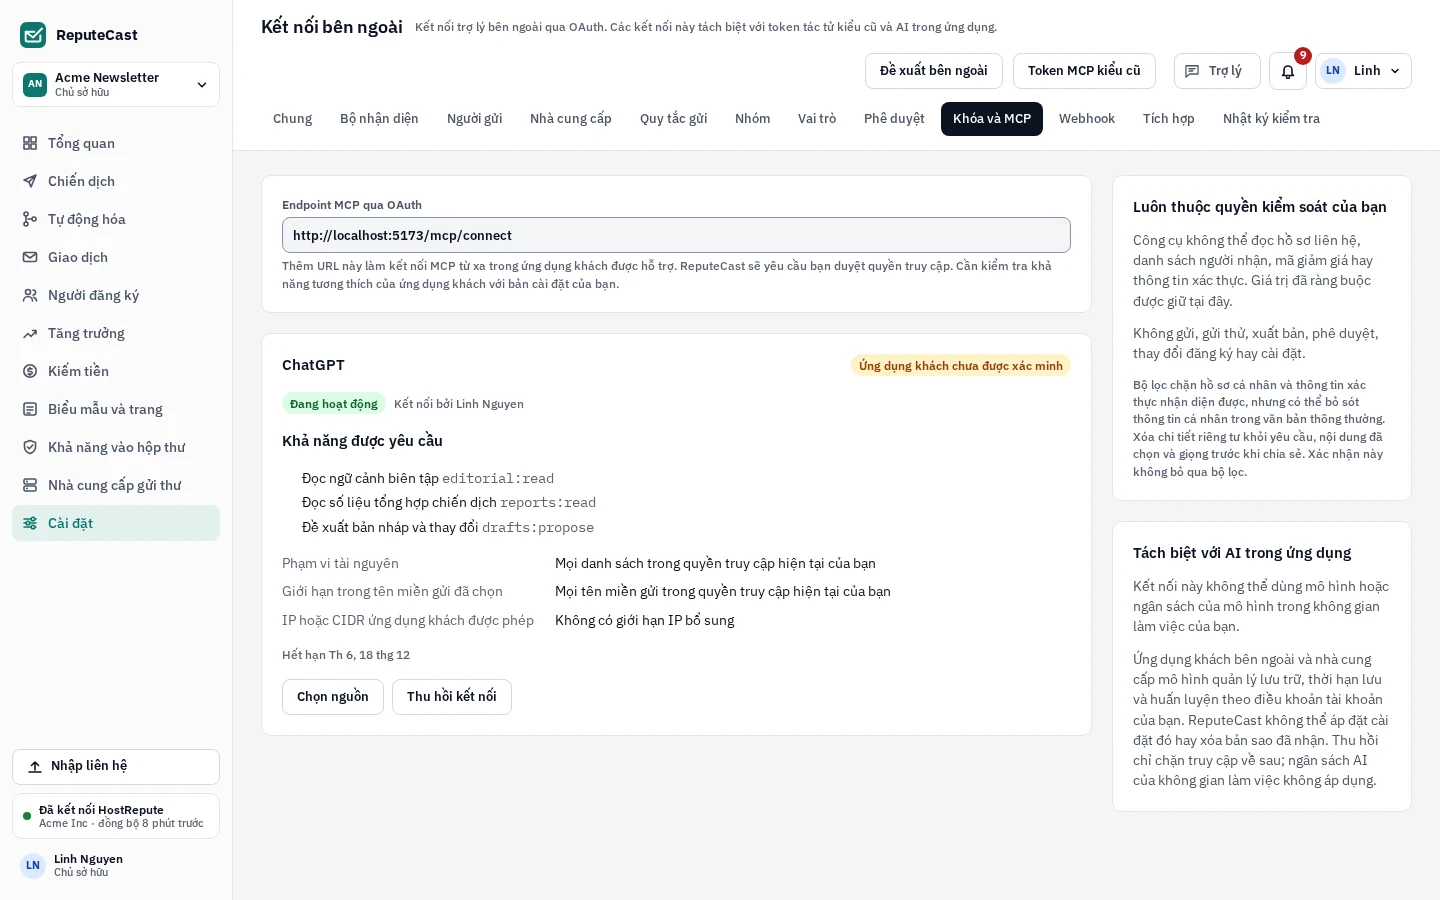 ReputeCast
AN
Acme Newsletter
Chủ sở hữu
Tổng quan
Chiến dịch
Tự động hóa
Giao dịch
Người đăng ký
Tăng trưởng
Kiếm tiền
Biểu mẫu và trang
Khả năng vào hộp thư
Nhà cung cấp gửi thư
Cài đặt
Nhập liên hệ
Đã kết nối HostRepute
Acme Inc · đồng bộ 8 phút trước
LN
Linh Nguyen
Chủ sở hữu
Kết nối bên ngoài
Kết nối trợ lý bên ngoài qua OAuth. Các kết nối này tách biệt với token tác tử kiểu cũ và AI trong ứng dụng.
Đề xuất bên ngoài
Token MCP kiểu cũ
Trợ lý
9
LN
Linh
Chung
Bộ nhận diện
Người gửi
Nhà cung cấp
Quy tắc gửi
Nhóm
Vai trò
Phê duyệt
Khóa và MCP
Webhook
Tích hợp
Nhật ký kiểm tra
Endpoint MCP qua OAuth
http://localhost:5173/mcp/connect
Thêm URL này làm kết nối MCP từ xa trong ứng dụng khách được hỗ trợ. ReputeCast sẽ yêu cầu bạn duyệt quyền truy cập. Cần kiểm tra khả
năng tương thích của ứng dụng khách với bản cài đặt của bạn.
ChatGPT
Ứng dụng khách chưa được xác minh
Đang hoạt động
Kết nối bởi Linh Nguyen
Khả năng được yêu cầu
Đọc ngữ cảnh biên tập editorial:read
Đọc số liệu tổng hợp chiến dịch reports:read
Đề xuất bản nháp và thay đổi drafts:propose
Phạm vi tài nguyên
Mọi danh sách trong quyền truy cập hiện tại của bạn
Giới hạn trong tên miền gửi đã chọn
Mọi tên miền gửi trong quyền truy cập hiện tại của bạn
IP hoặc CIDR ứng dụng khách được phép
Không có giới hạn IP bổ sung
Hết hạn Th 6, 18 thg 12
Chọn nguồn
Thu hồi kết nối
Luôn thuộc quyền kiểm soát của bạn
Công cụ không thể đọc hồ sơ liên hệ,
danh sách người nhận, mã giảm giá hay
thông tin xác thực. Giá trị đã ràng buộc
được giữ tại đây.
Không gửi, gửi thử, xuất bản, phê duyệt,
thay đổi đăng ký hay cài đặt.
Bộ lọc chặn hồ sơ cá nhân và thông tin xác
thực nhận diện được, nhưng có thể bỏ sót
thông tin cá nhân trong văn bản thông thường.
Xóa chi tiết riêng tư khỏi yêu cầu, nội dung đã
chọn và giọng trước khi chia sẻ. Xác nhận này
không bỏ qua bộ lọc.
Tách biệt với AI trong ứng dụng
Kết nối này không thể dùng mô hình hoặc
ngân sách của mô hình trong không gian
làm việc của bạn.
Ứng dụng khách bên ngoài và nhà cung
cấp mô hình quản lý lưu trữ, thời hạn lưu
và huấn luyện theo điều khoản tài khoản
của bạn. ReputeCast không thể áp đặt cài
đặt đó hay xóa bản sao đã nhận. Thu hồi
chỉ chặn truy cập về sau; ngân sách AI
của không gian làm việc không áp dụng.